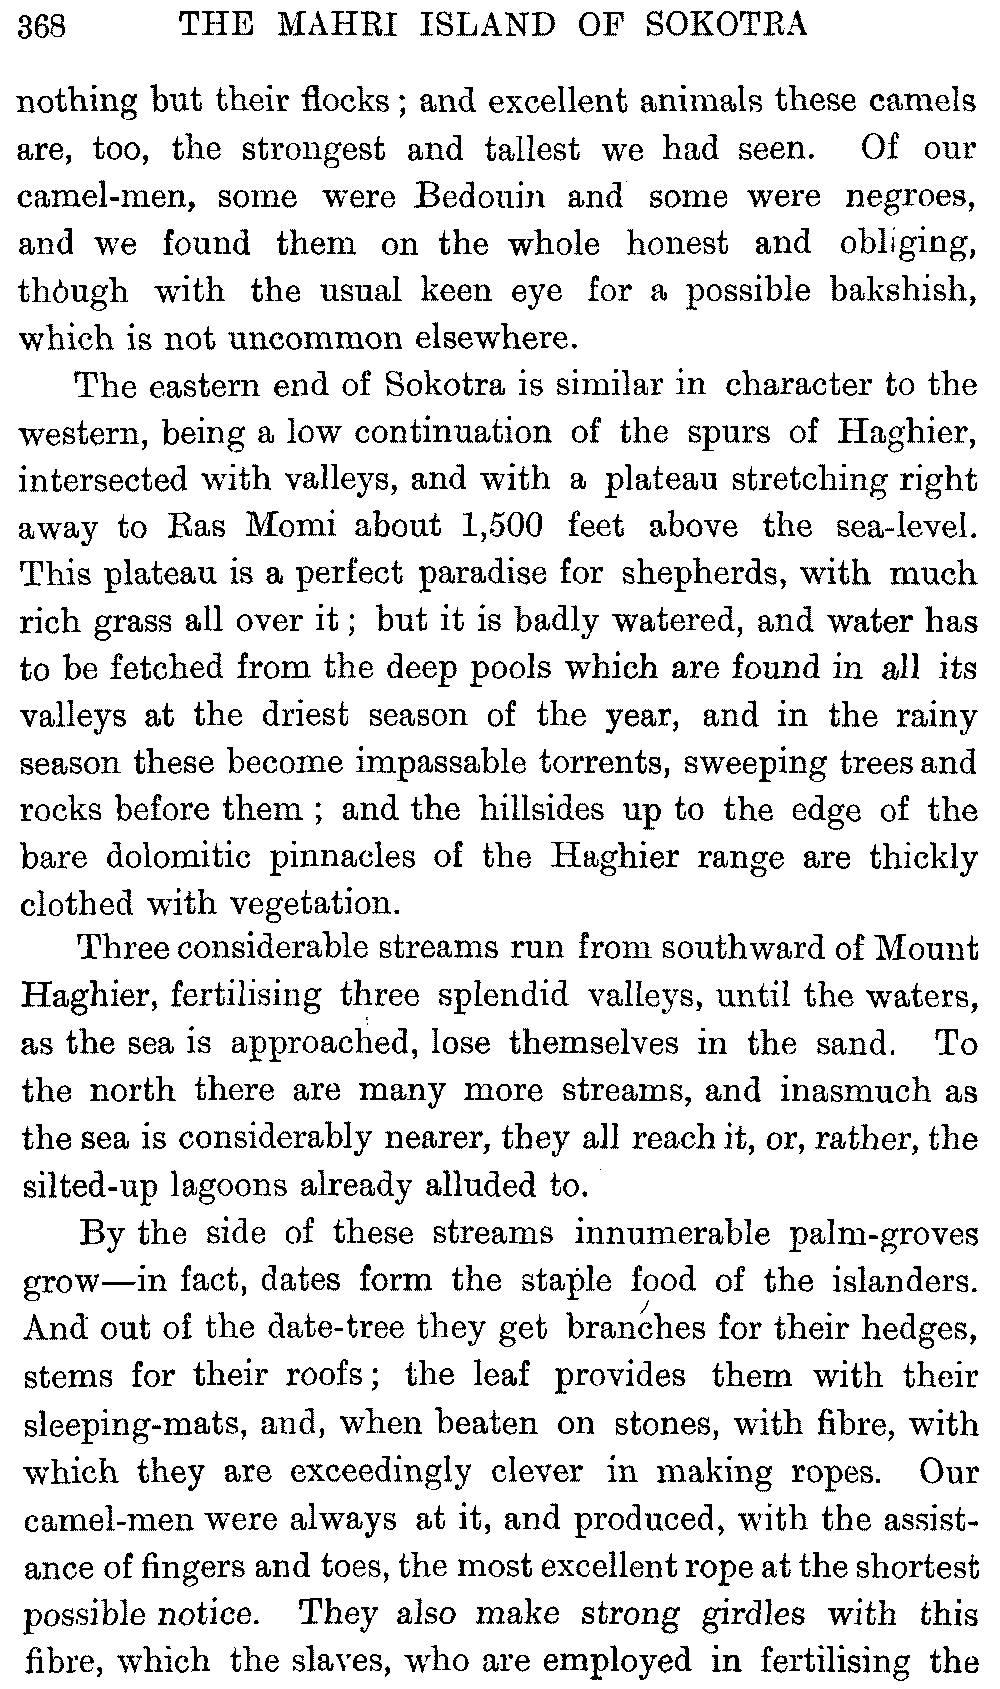 368 THE MAHRI ISLAND OF SOKOTRA
nothing but their flocks ; and excellent animals these camels
are, too, the strongest and tallest we had seen. Of our
camel-men, some were Bedouin and some were negroes,
and we found them on the whole honest and obliging,
though with the usual keen eye for a possible bakshish,
which is not uncommon elsewhere.
The eastern end of Sokotra is similar in character to the
western, being a low continuation of the spurs of Haghier,
intersected with valleys, and with a plateau stretching right
away to Ras Momi about 1,500 feet above the sea-level.
This plateau is a perfect paradise for shepherds, with much
rich grass all over it ; but it is badly watered, and water has
to be fetched from the deep pools which are found in all its
valleys at the driest season of the year, and in the rainy
season these become impassable torrents, sweeping trees and
rocks before them ; and the hillsides up to the edge of the
bare dolomitic pinnacles of the Haghier range are thickly
clothed with vegetation.
Three considerable streams run from southward of Mount
Haghier, fertilising three splendid valleys, until the waters,
as the sea is approached, lose themselves in the sand. To
the north there are many more streams, and inasmuch as
the sea is considerably nearer, they all reach it, or, rather, the
silted-up lagoons already alluded to.
By the side of these streams innumerable palm-groves
grow—in fact, dates form the staple food of the islanders.
And out of the date-tree they get branches for their hedges,
stems for their roofs ; the leaf provides them with their
sleeping-mats, and, when beaten on stones, with fibre, with
which they are exceedingly clever in making ropes. Our
camel-men were always at it, and produced, with the assist-
ance of fingers and toes, the most excellent rope at the shortest
possible notice. They also make strong girdles with this
fibre, which the slaves, who are employed in fertilising the